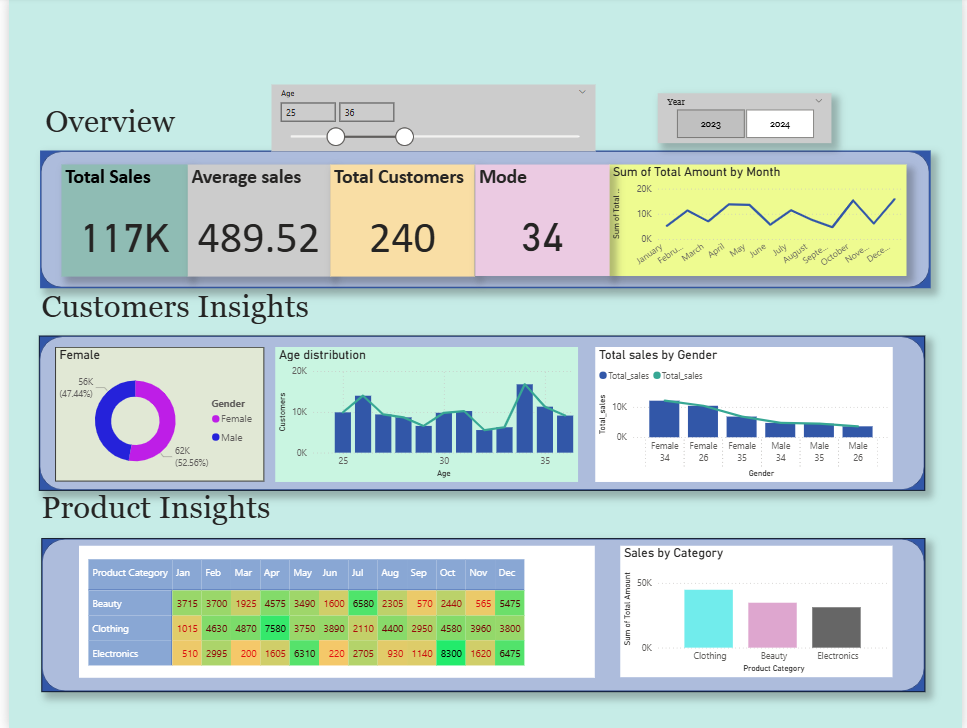 Age
25 36
Year
2023 2024
Overview
Total Sales
117K
Average sales
489.52
Total Customers
240
Mode
34
Sum of Total Amount by Month
Sum of Total...
20K
10K
0K
January Febru... March April May June July August Septe... October Nove... Dece...
Customers Insights
Female
56K
(47.44%)
62K
(52.56%)
Gender
Female
Male
Age distribution
Customers
20K
10K
0K
25 30 35
Age
Total sales by Gender
Total_sales Total_sales
Total_sales
10K
0K
Female Female Female Male Male Male
34 26 35 34 35 26
Gender
Product Insights
Product Category Jan Feb Mar Apr May Jun Jul Aug Sep Oct Nov Dec
Beauty 3715 3700 1925 4575 3490 1600 6580 2305 570 2440 565 5475
Clothing 1015 4630 4870 7580 3750 3890 2110 4400 2950 4580 3960 3800
Electronics 510 2995 200 1605 6310 220 2705 930 1140 8300 1620 6475
Sales by Category
Sum of Total Amount
50K
0K
Clothing Beauty Electronics
Product Category